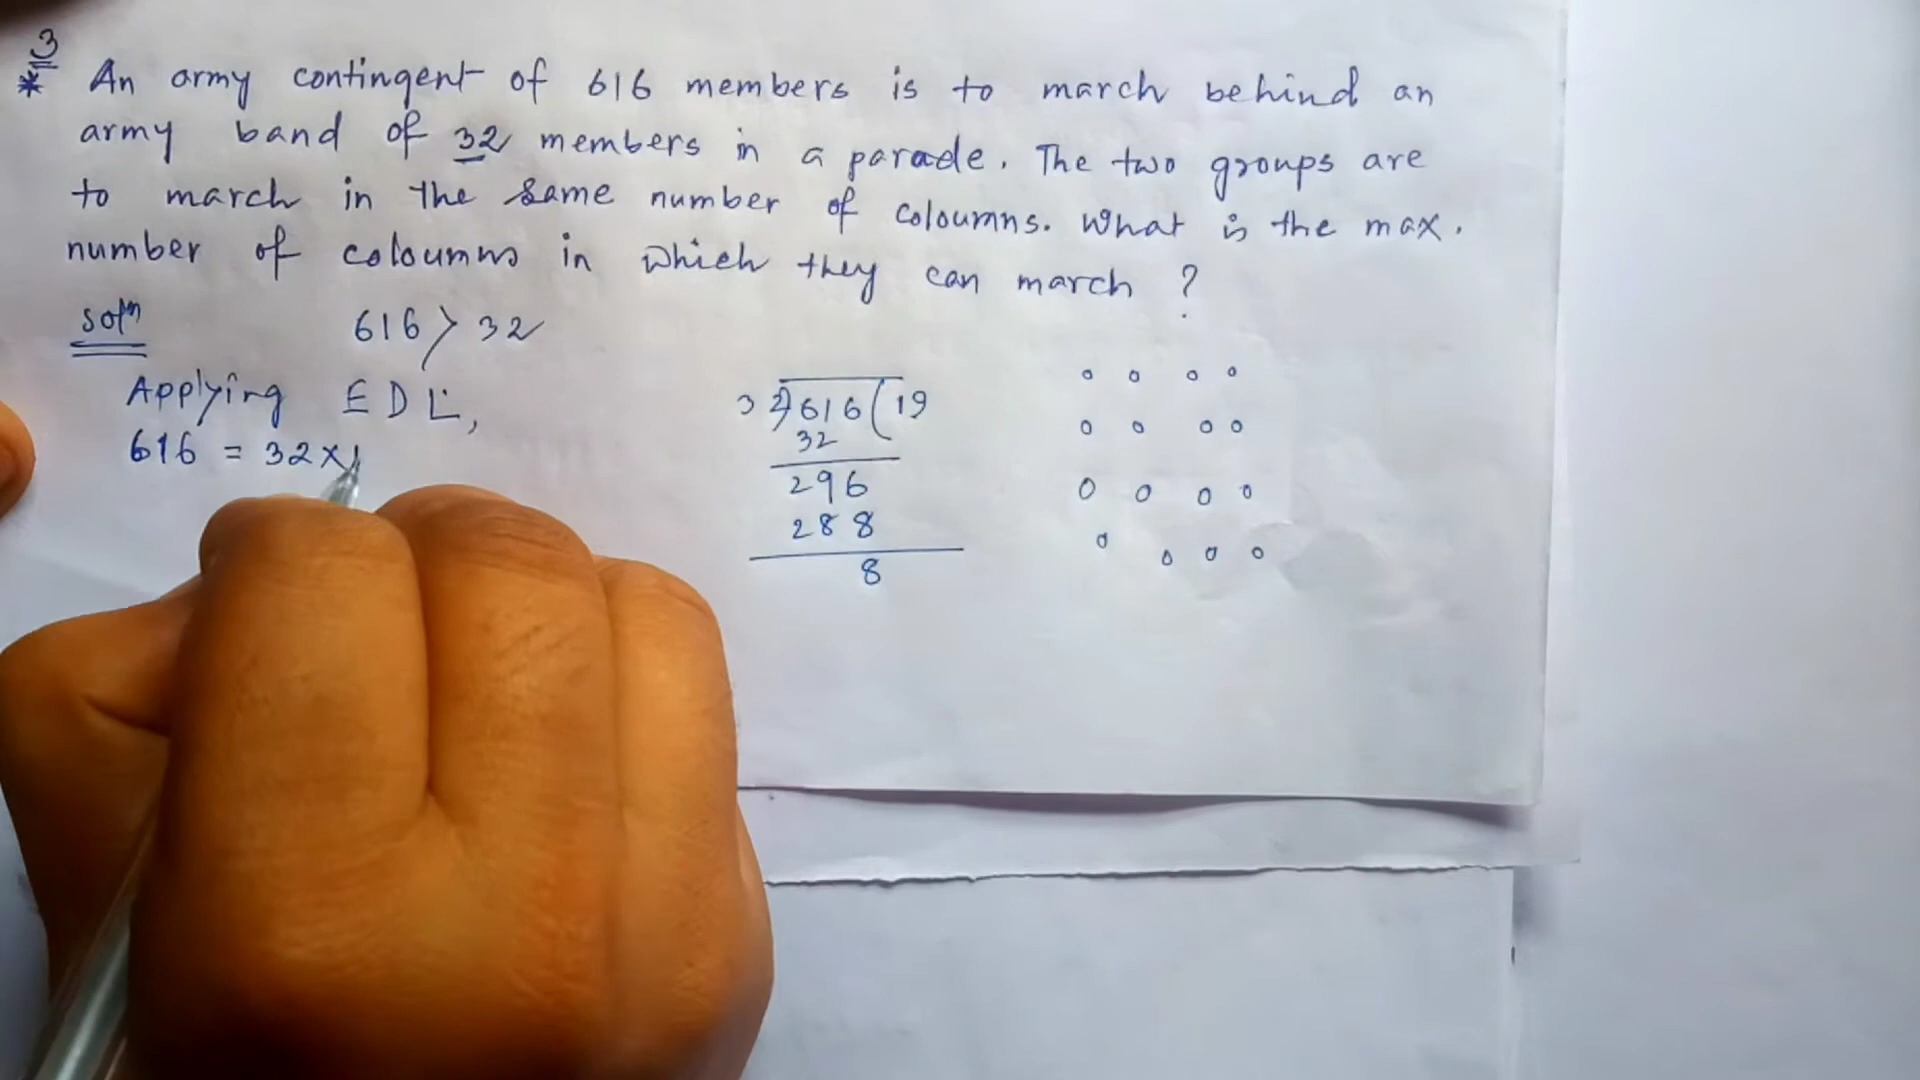 *3
An army contingent of 616 members is to march behind an
army band of 32 members in a parade. The two groups are
to march in the same number of coloumns. What is the max.
number of coloumns in which they can march ?
Soln
616 > 32
Applying EDL,
616 = 32×1
32)616(19
32
296
288
8